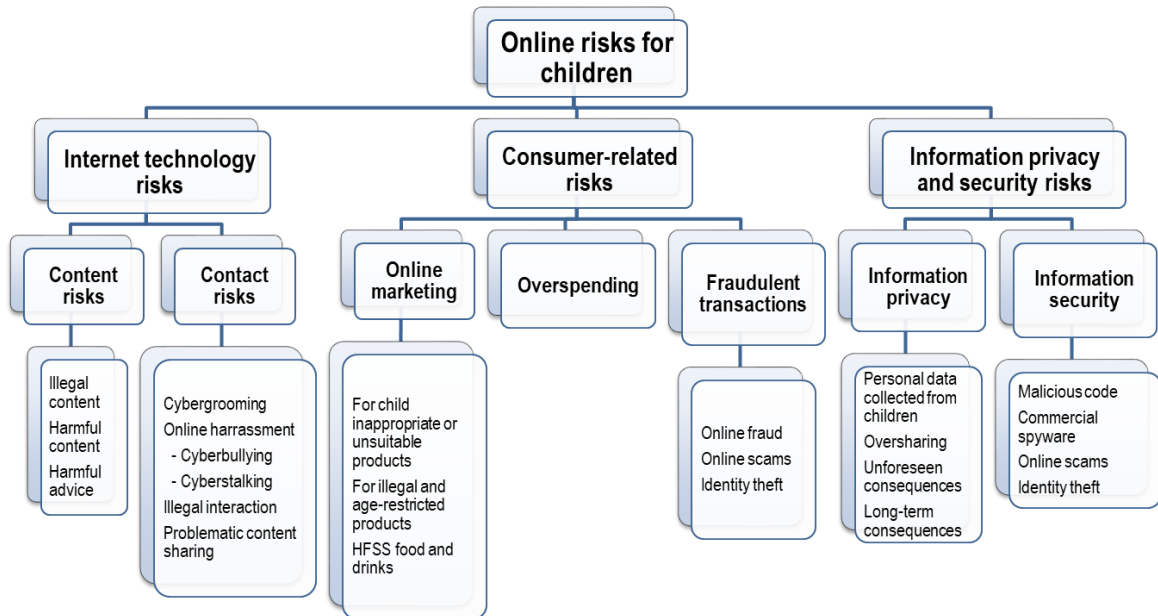 Online risks for
children
Internet technology
risks
Consumer-related
risks
Information privacy
and security risks
Content
risks
Contact
risks
Online
marketing
Overspending
Fraudulent
transactions
Information
privacy
Information
security
Illegal
content
Harmful
content
Harmful
advice
Cybergrooming
Online harrassment
- Cyberbullying
- Cyberstalking
Illegal interaction
Problematic content
sharing
For child
inappropriate or
unsuitable
products
For illegal and
age-restricted
products
HFSS food and
drinks
Online fraud
Online scams
Identity theft
Personal data
collected from
children
Oversharing
Unforeseen
consequences
Long-term
consequences
Malicious code
Commercial
spyware
Online scams
Identity theft